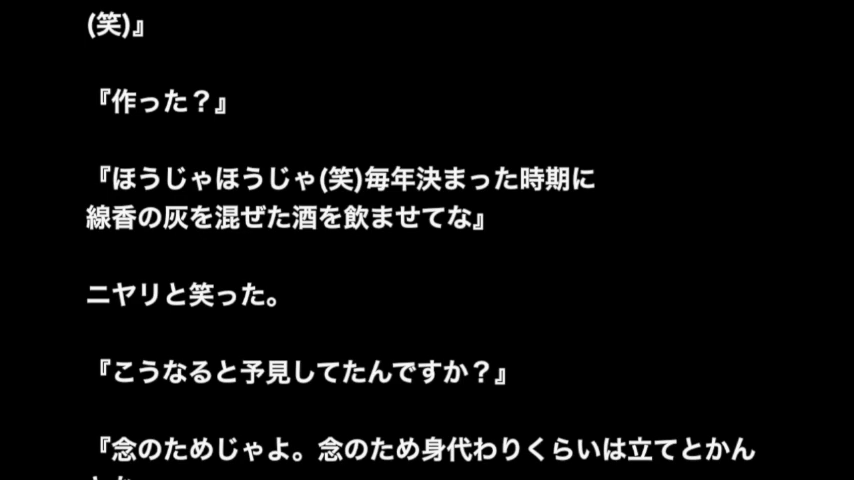 (笑)』
『作った？』
『ほうじゃほうじゃ(笑)毎年決まった時期に
線香の灰を混ぜた酒を飲ませてな』
ニヤリと笑った。
『こうなると予見してたんですか？』
『念のためじゃよ。念のため身代わりくらいは立てとかん